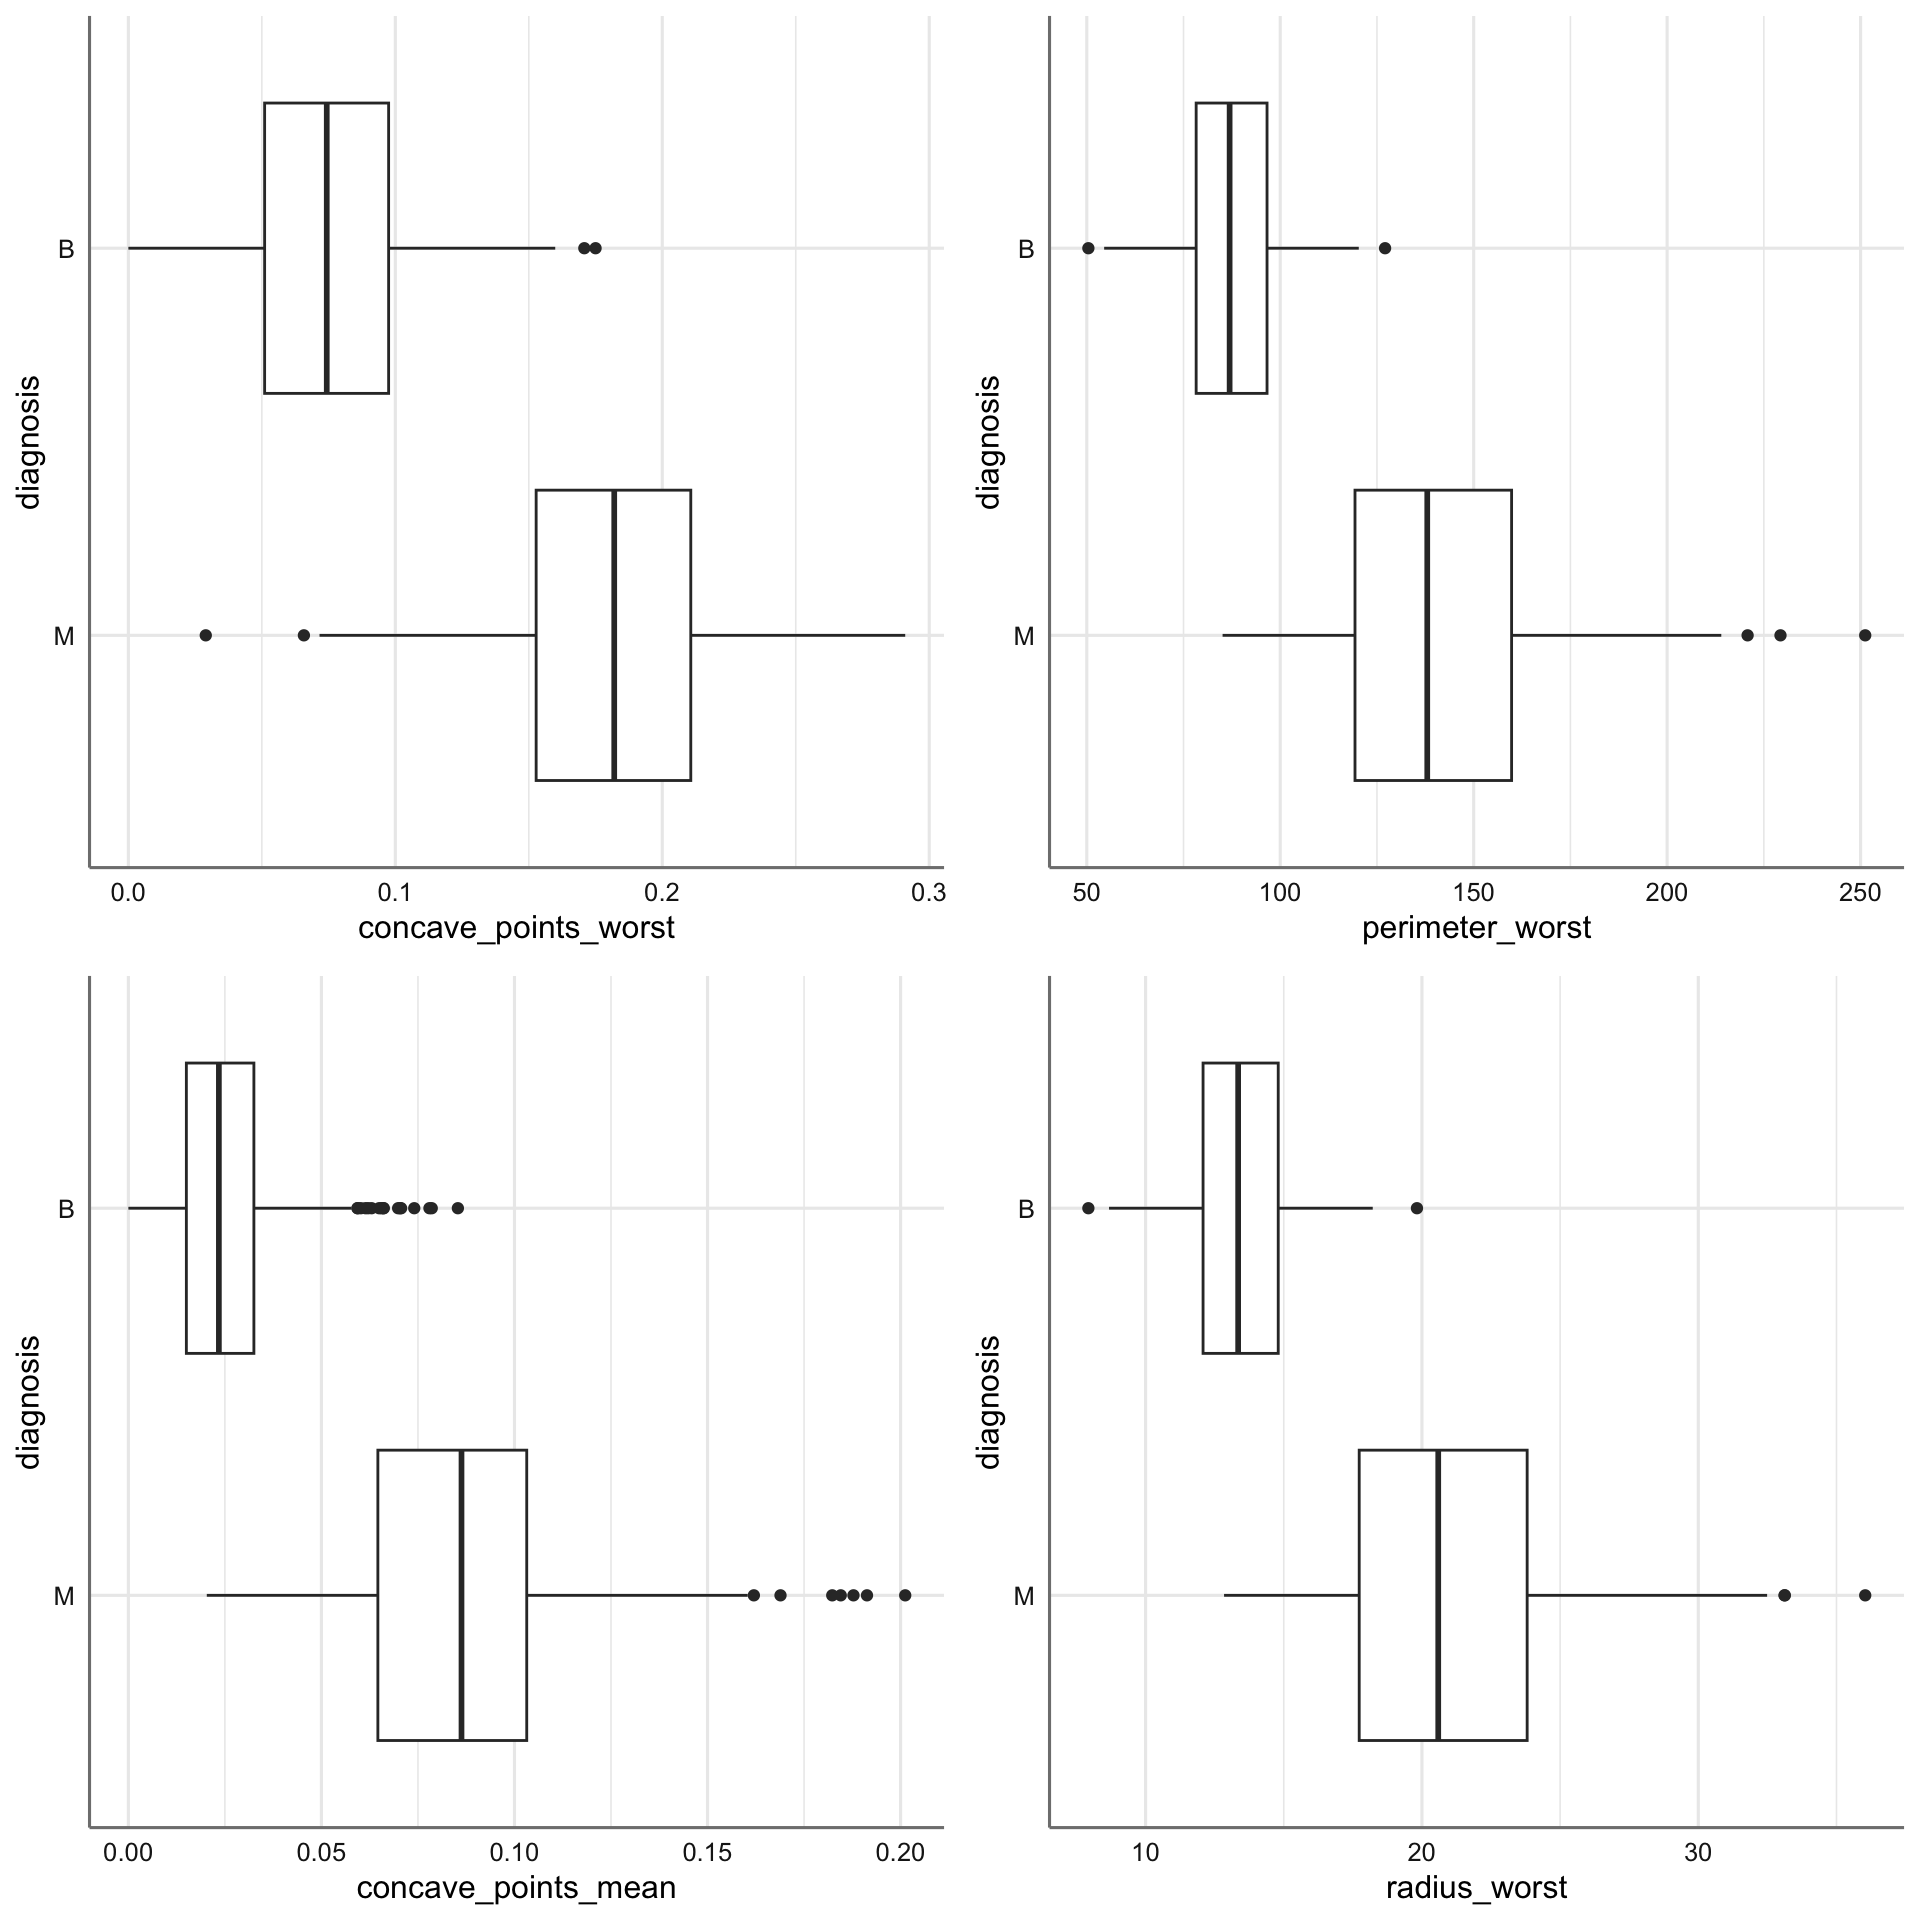 diagnosis
B
M
0.0 0.1 0.2 0.3
concave_points_worst
diagnosis
B
M
50 100 150 200 250
perimeter_worst
diagnosis
B
M
0.00 0.05 0.10 0.15 0.20
concave_points_mean
diagnosis
B
M
10 20 30
radius_worst